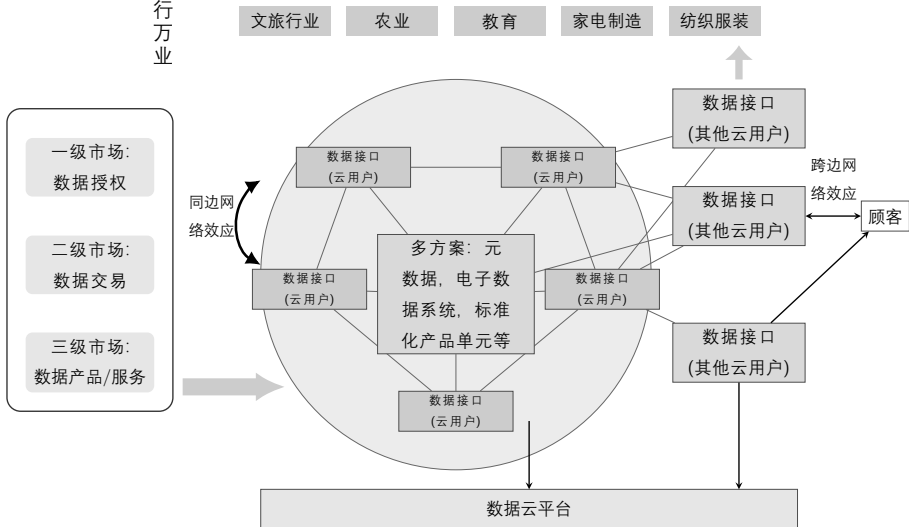 行
万
业
文旅行业
农业
教育
家电制造
纺织服装
一级市场:
数据授权
二级市场:
数据交易
三级市场:
数据产品/服务
同边网
络效应
数据接口
(云用户)
数据接口
(云用户)
数据接口
(云用户)
多方案: 元
数据, 电子数
据系统, 标准
化产品单元等
数据接口
(云用户)
数据接口
(云用户)
数据接口
(其他云用户)
数据接口
(其他云用户)
数据接口
(其他云用户)
跨边网
络效应
顾客
数据云平台